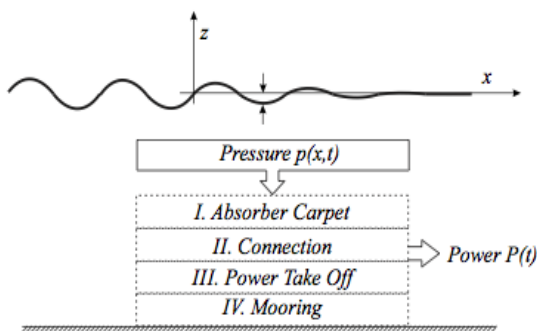 z
x
Pressure p(x,t)
I. Absorber Carpet
II. Connection
Power P(t)
III. Power Take Off
IV. Mooring